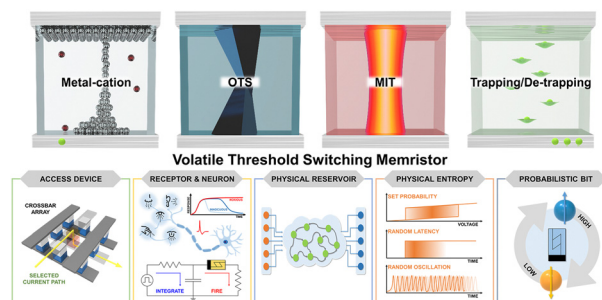 Metal-cation
OTS
MIT
Trapping/De-trapping
Volatile Threshold Switching Memristor
ACCESS DEVICE
CROSSBAR
ARRAY
SELECTED
CURRENT PATH
RECEPTOR & NEURON
INTEGRATE
FIRE
PHYSICAL RESERVOIR
PHYSICAL ENTROPY
SET PROBABILITY
VOLTAGE
RANDOM LATENCY
TIME
RANDOM OSCILLATION
TIME
PROBABILISTIC BIT
HIGH
LOW